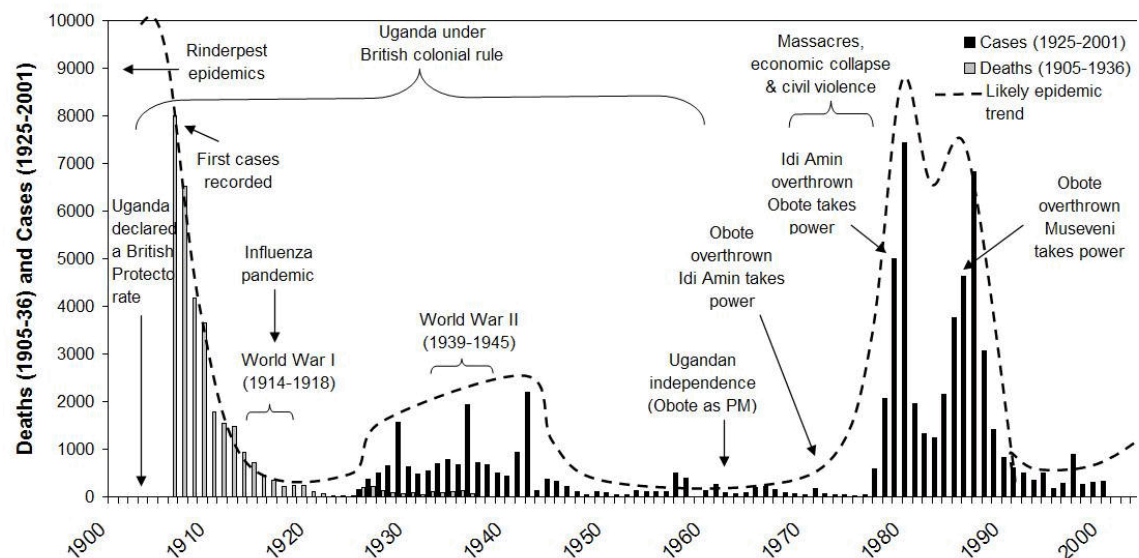 Deaths (1905-36) and Cases (1925-2001)
10000
9000
8000
7000
6000
5000
4000
3000
2000
1000
0
Rinderpest
epidemics
Uganda under
British colonial rule
First cases
recorded
Uganda
declared
a British
Protecto
rate
Influenza
pandemic
World War I
(1914-1918)
World War II
(1939-1945)
Ugandan
independence
(Obote as PM)
Obote
overthrown
Idi Amin takes
power
Massacres,
economic collapse
& civil violence
Idi Amin
overthrown
Obote takes
power
Obote
overthrown
Museveni
takes power
Cases (1925-2001)
Deaths (1905-1936)
Likely epidemic
trend
1900
1910
1920
1930
1940
1950
1960
1970
1980
1990
2000